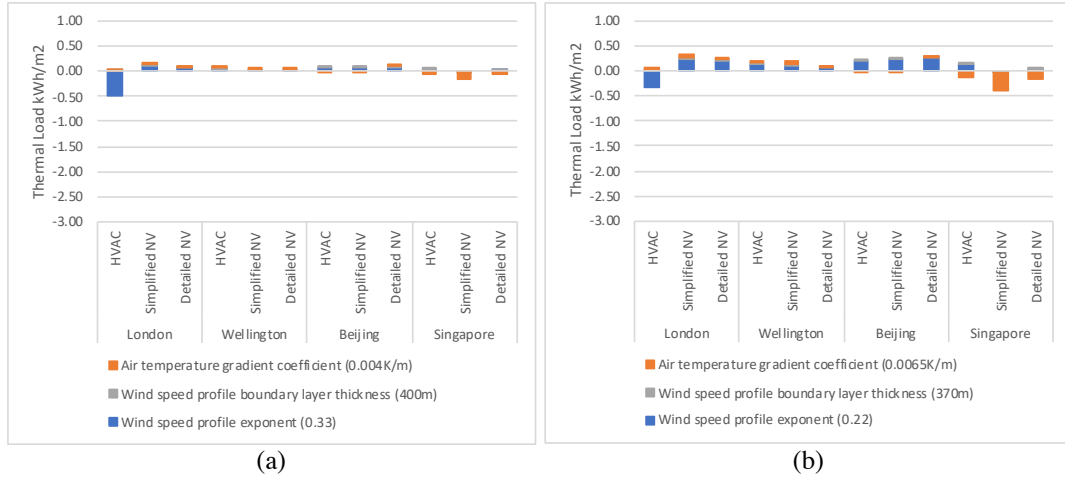 1.00
0.50
0.00
-0.50
-1.00
-1.50
-2.00
-2.50
-3.00
Thermal Load kWh/m2
HVAC
Simplified NV
Detailed NV
HVAC
Simplified NV
Detailed NV
HVAC
Simplified NV
Detailed NV
HVAC
Simplified NV
Detailed NV
London Wellington Beijing Singapore
Air temperature gradient coefficient (0.004K/m)
Wind speed profile boundary layer thickness (400m)
Wind speed profile exponent (0.33)
(a)
1.00
0.50
0.00
-0.50
-1.00
-1.50
-2.00
-2.50
-3.00
Thermal Load kWh/m2
HVAC
Simplified NV
Detailed NV
HVAC
Simplified NV
Detailed NV
HVAC
Simplified NV
Detailed NV
HVAC
Simplified NV
Detailed NV
London Wellington Beijing Singapore
Air temperature gradient coefficient (0.0065K/m)
Wind speed profile boundary layer thickness (370m)
Wind speed profile exponent (0.22)
(b)